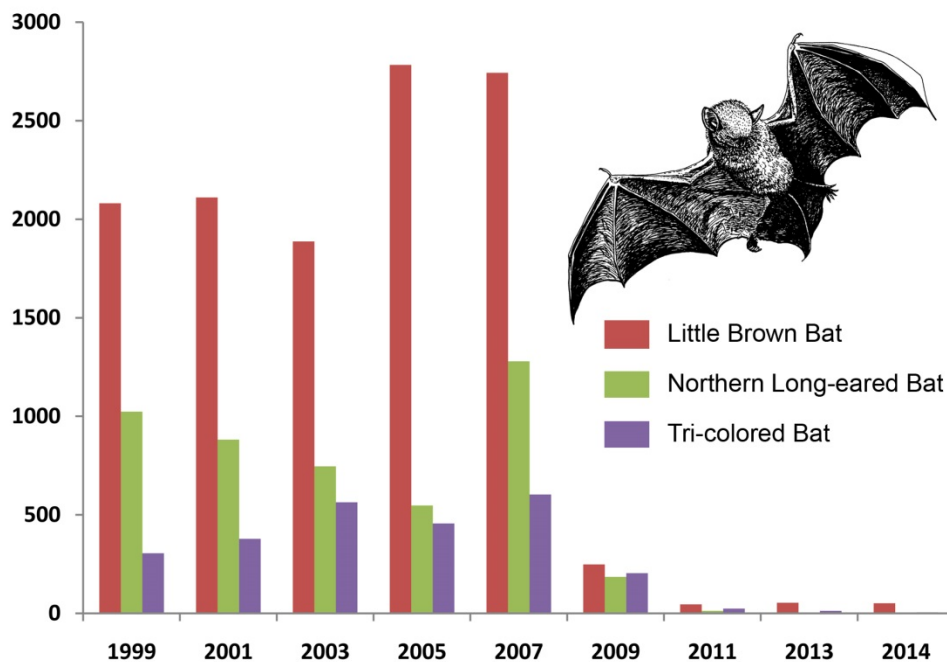 3000
2500
2000
1500
1000
500
0
Little Brown Bat
Northern Long-eared Bat
Tri-colored Bat
1999 2001 2003 2005 2007 2009 2011 2013 2014